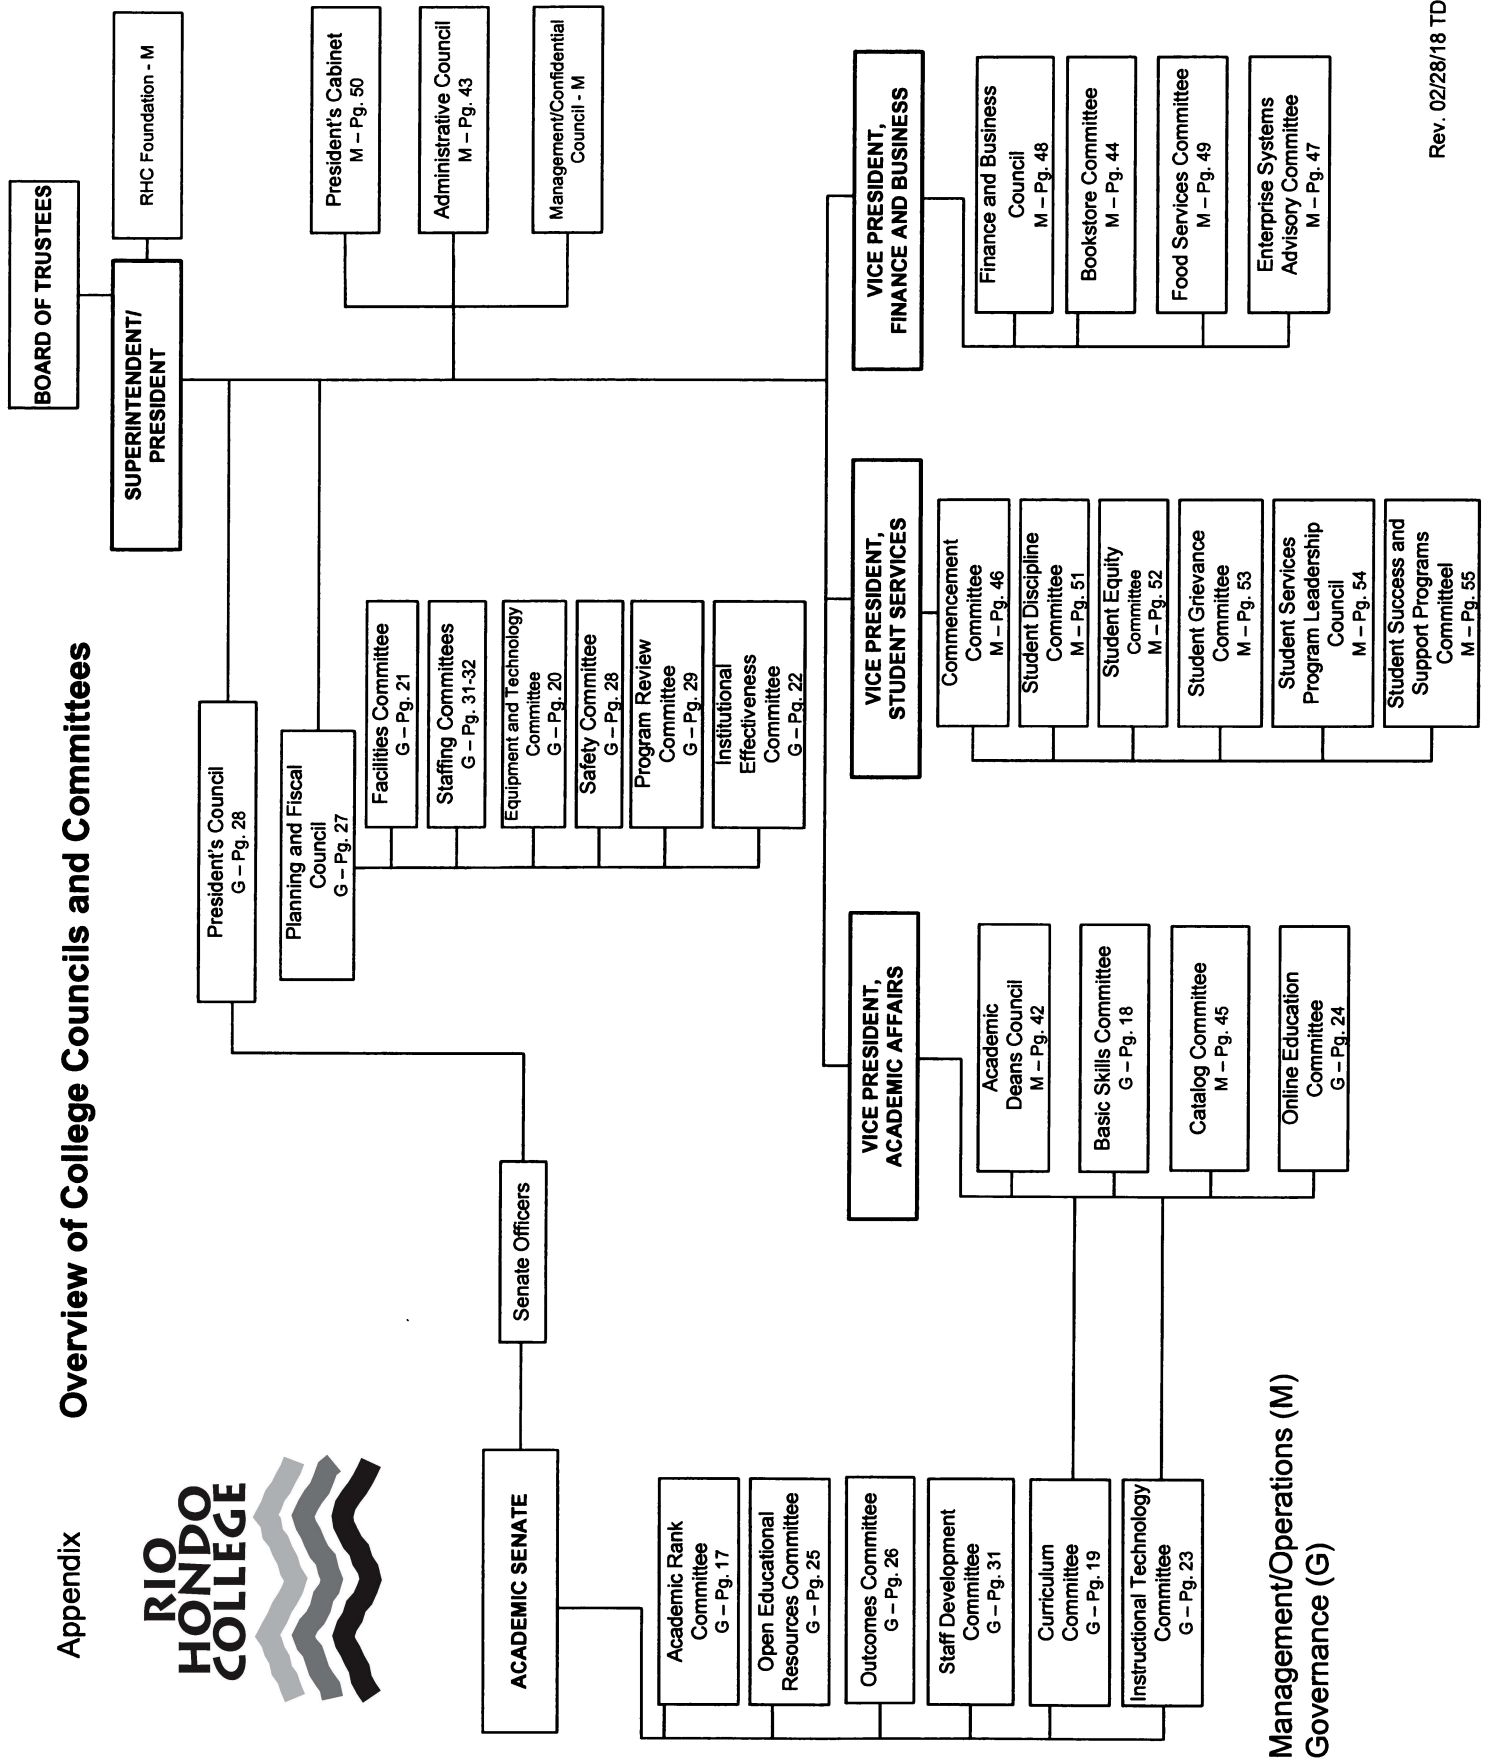 Appendix
Overview of College Councils and Committees
RIO
HONDO
COLLEGE
BOARD OF TRUSTEES
SUPERINTENDENT/
PRESIDENT
RHC Foundation - M
President's Council
G – Pg. 28
Planning and Fiscal
Council
G – Pg. 27
Facilities Committee
G – Pg. 21
Staffing Committees
G – Pg. 31-32
Equipment and Technology
Committee
G – Pg. 20
Safety Committee
G – Pg. 28
Program Review
Committee
G – Pg. 29
Institutional
Effectiveness
Committee
G – Pg. 22
President's Cabinet
M – Pg. 50
Administrative Council
M – Pg. 43
Management/Confidential
Council - M
Senate Officers
ACADEMIC SENATE
Academic Rank
Committee
G – Pg. 17
Open Educational
Resources Committee
G – Pg. 25
Outcomes Committee
G – Pg. 26
Staff Development
Committee
G – Pg. 31
Curriculum
Committee
G – Pg. 19
Instructional Technology
Committee
G – Pg. 23
VICE PRESIDENT,
ACADEMIC AFFAIRS
Academic
Deans Council
M – Pg. 42
Basic Skills Committee
G – Pg. 18
Catalog Committee
M – Pg. 45
Online Education
Committee
G – Pg. 24
VICE PRESIDENT,
STUDENT SERVICES
Commencement
Committee
M – Pg. 46
Student Discipline
Committee
M – Pg. 51
Student Equity
Committee
M – Pg. 52
Student Grievance
Committee
M – Pg. 53
Student Services
Program Leadership
Council
M – Pg. 54
Student Success and
Support Programs
Committeel
M – Pg. 55
VICE PRESIDENT,
FINANCE AND BUSINESS
Finance and Business
Council
M – Pg. 48
Bookstore Committee
M – Pg. 44
Food Services Committee
M – Pg. 49
Enterprise Systems
Advisory Committee
M – Pg. 47
Management/Operations (M)
Governance (G)
Rev. 02/28/18 TD